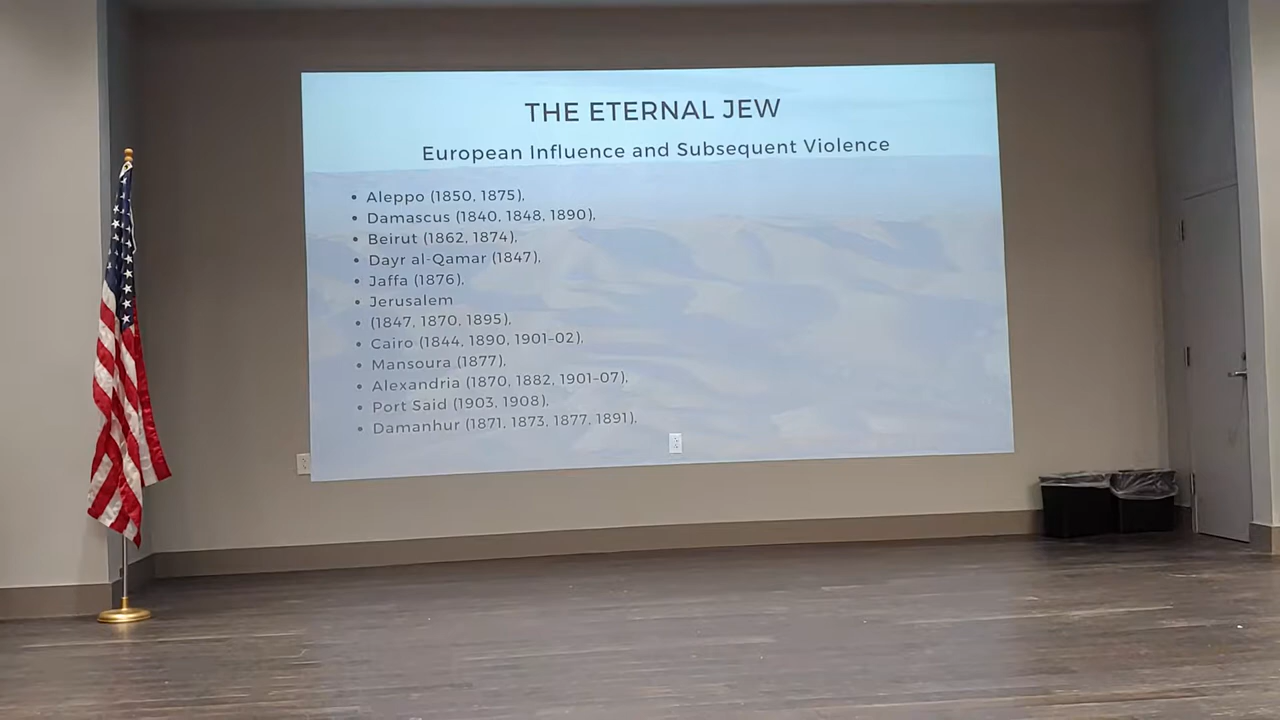 THE ETERNAL JEW
European Influence and Subsequent Violence
• Aleppo (1850, 1875),
• Damascus (1840, 1848, 1890),
• Beirut (1862, 1874),
• Dayr al-Qamar (1847),
• Jaffa (1876),
• Jerusalem
• (1847, 1870, 1895),
• Cairo (1844, 1890, 1901-02),
• Mansoura (1877),
• Alexandria (1870, 1882, 1901-07),
• Port Said (1903, 1908),
• Damanhur (1871, 1873, 1877, 1891),